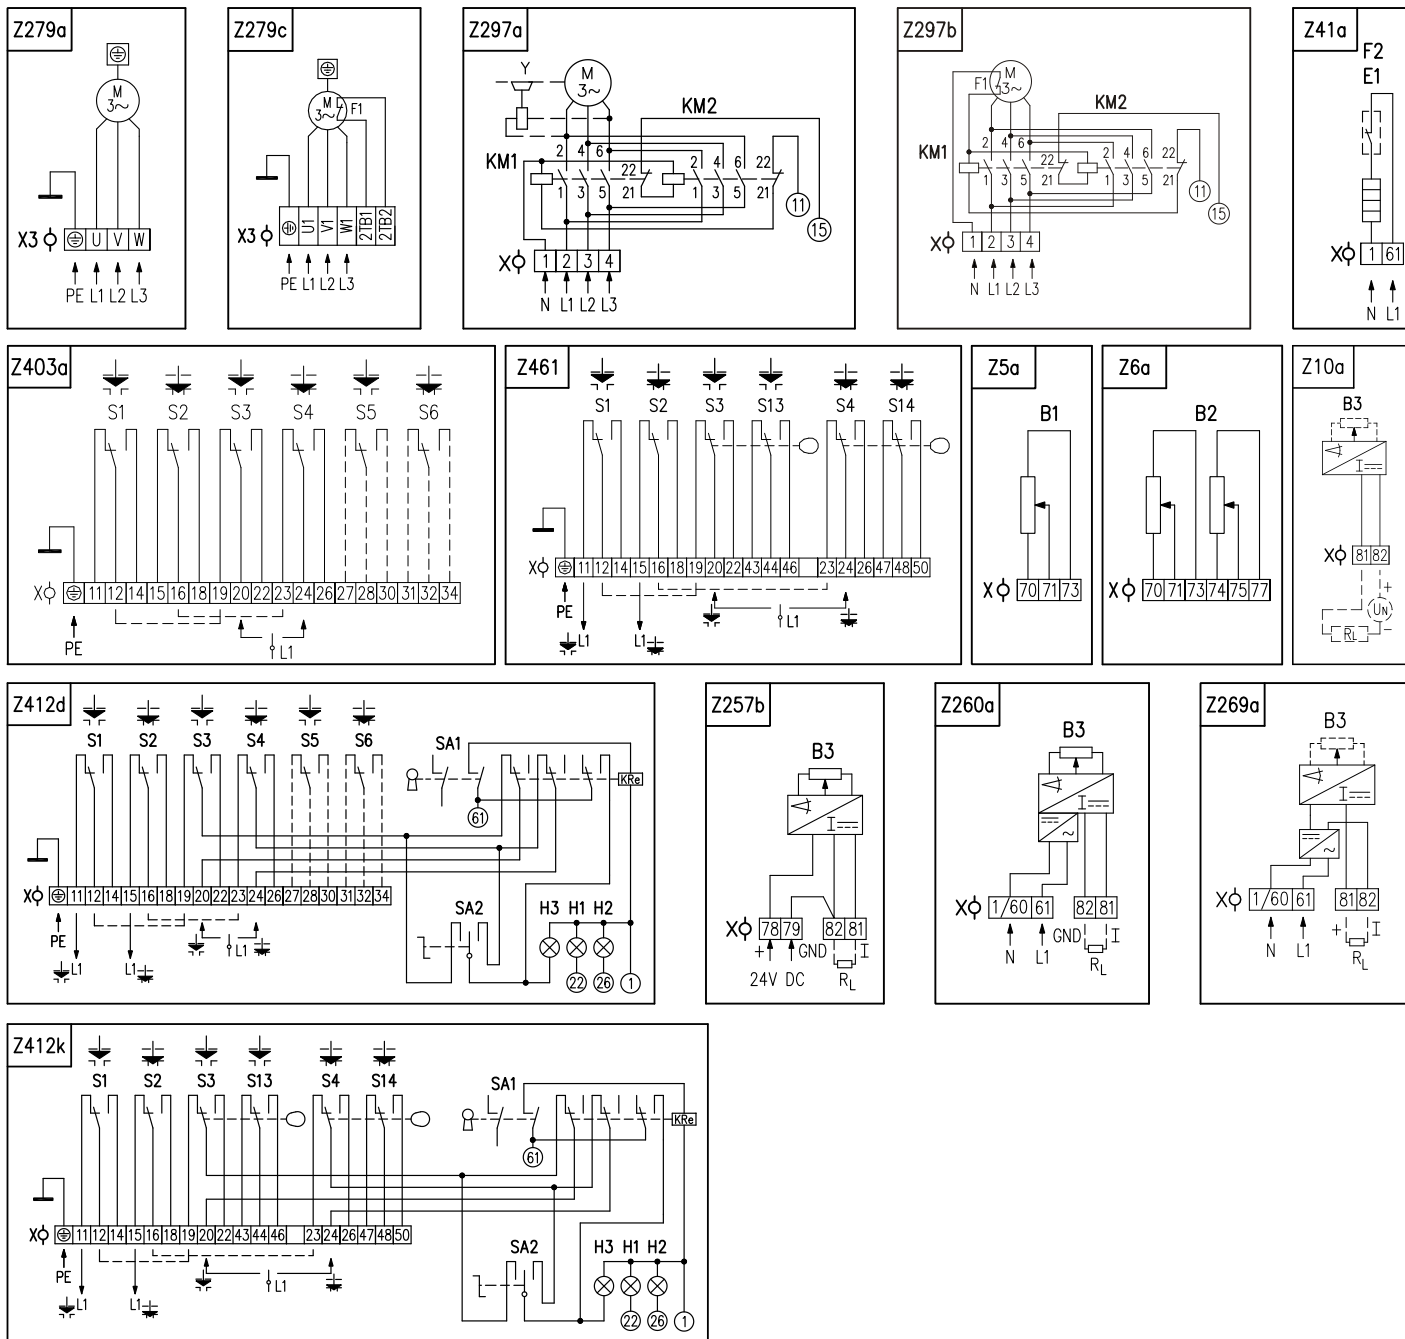 Z279a
M
3~
X3
U V W
PE L1 L2 L3
Z279c
M
3~
F1
X3
U1 V1 W1 2TB1 2TB2
PE L1 L2 L3
Z297a
Y
M
3~
KM2
2 4 6 2 4 6 22
KM1
22
1 3 5 21 1 3 5 21
11
15
X
1 2 3 4
N L1 L2 L3
Z297b
M
F1 3~
KM2
2 4 6 2 4 6 22
KM1
22
1 3 5 21 1 3 5 21
11
15
X
1 2 3 4
N L1 L2 L3
Z41a
F2
E1
X
1 61
N L1
Z403a
S1 S2 S3 S4 S5 S6
X
11 12 14 15 16 18 19 20 22 23 24 26 27 28 30 31 32 34
PE
L1
Z461
S1 S2 S3 S13 S4 S14
X
11 12 14 15 16 18 19 20 22 43 44 46 23 24 26 47 48 50
PE
L1 L1 L1
Z5a
B1
X
70 71 73
Z6a
B2
X
70 71 73 74 75 77
Z10a
B3
I
X
81 82
+
UN
RL
-
Z412d
S1 S2 S3 S4 S5 S6
SA1
KRe
61
X
11 12 14 15 16 18 19 20 22 23 24 26 27 28 30 31 32 34
PE
L1 L1 L1
SA2
H3 H1 H2
22 26 1
Z257b
B3
I
X
78 79 82 81
+ GND I
24V DC RL
Z260a
B3
I
~
X
1/60 61 82 81
N L1 GND I
RL
Z269a
B3
I
~
X
1/60 61 81 82
N L1 + I
RL
Z412k
S1 S2 S3 S13 S4 S14
SA1
KRe
61
X
11 12 14 15 16 18 19 20 22 43 44 46 23 24 26 47 48 50
PE
L1 L1 L1
SA2
H3 H1 H2
22 26 1